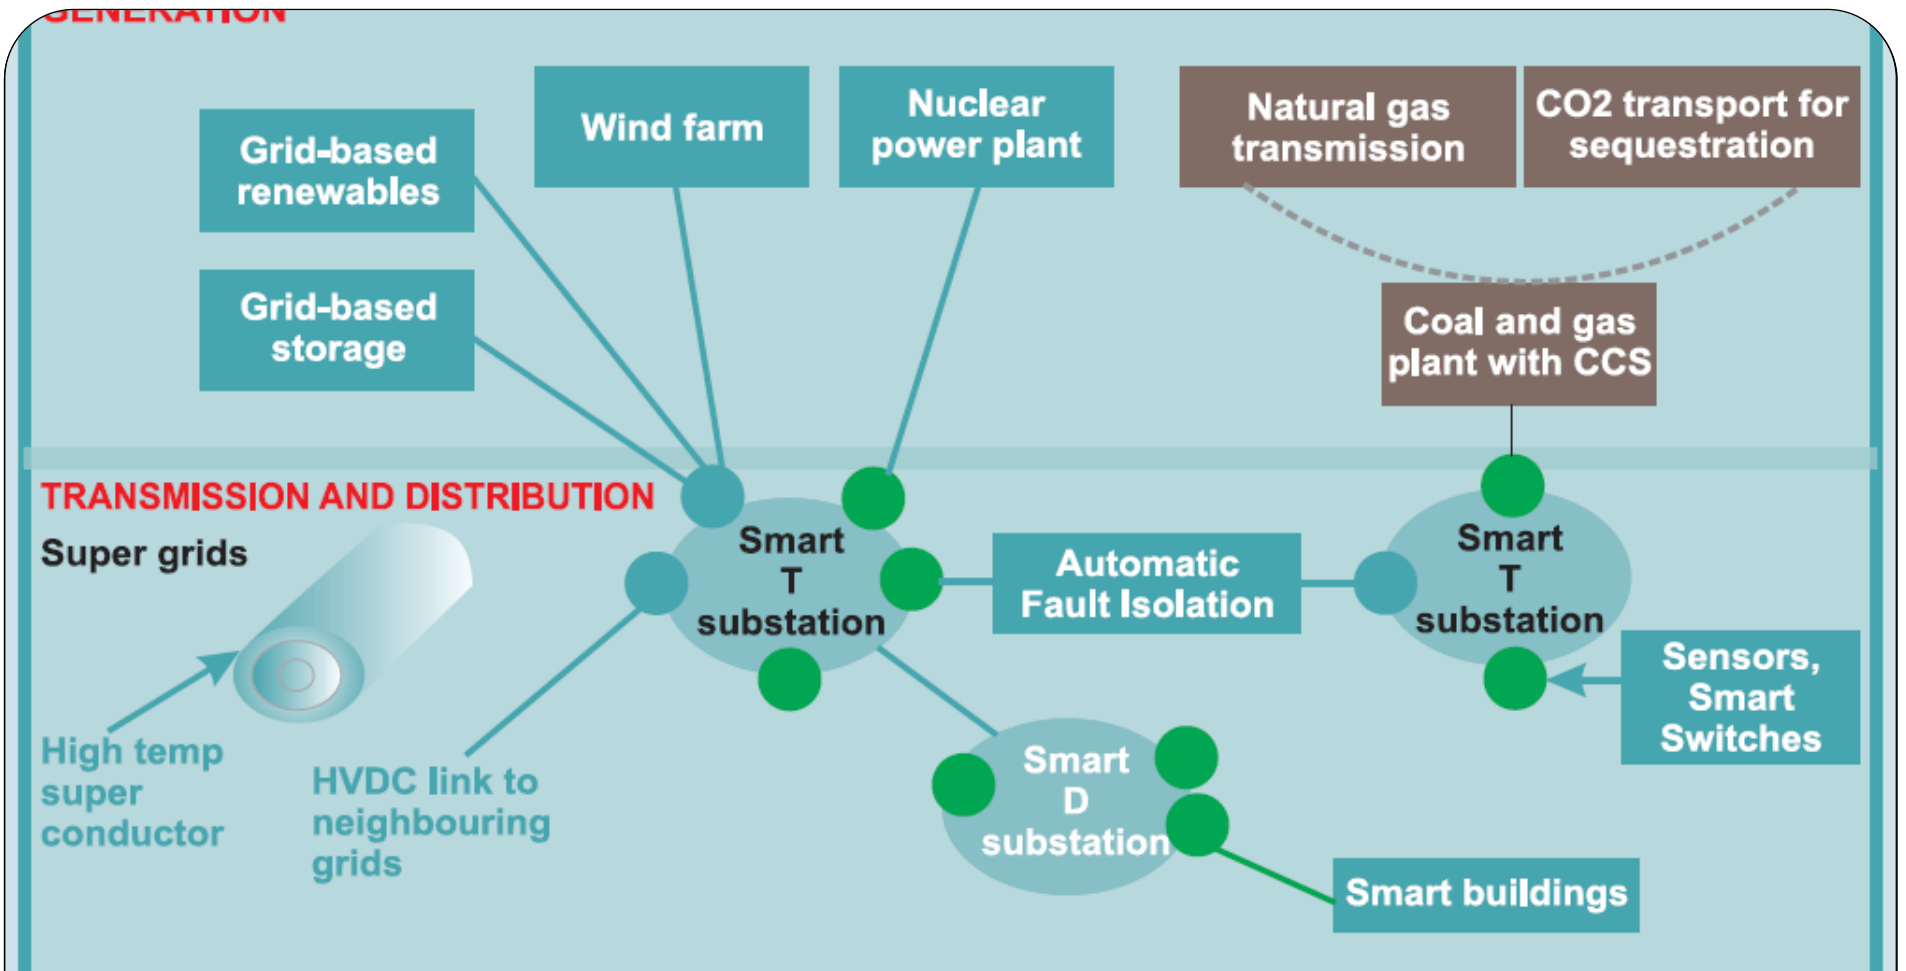 GENERATION
Grid-based
renewables
Wind farm
Nuclear
power plant
Natural gas
transmission
CO2 transport for
sequestration
Grid-based
storage
Coal and gas
plant with CCS
TRANSMISSION AND DISTRIBUTION
Super grids
Smart
T
substation
Automatic
Fault Isolation
Smart
T
substation
Sensors,
Smart
Switches
High temp
super
conductor
HVDC link to
neighbouring
grids
Smart
D
substation
Smart buildings